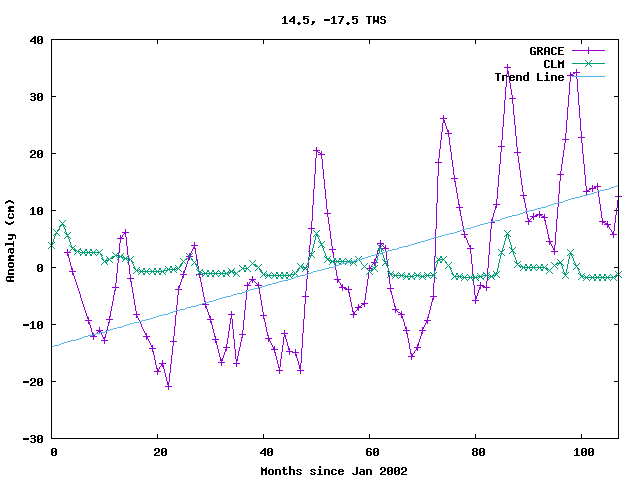 14.5, -17.5 TWS
GRACE
CLM
Trend Line
40
30
20
10
0
-10
-20
-30
Anomaly (cm)
0 20 40 60 80 100
Months since Jan 2002